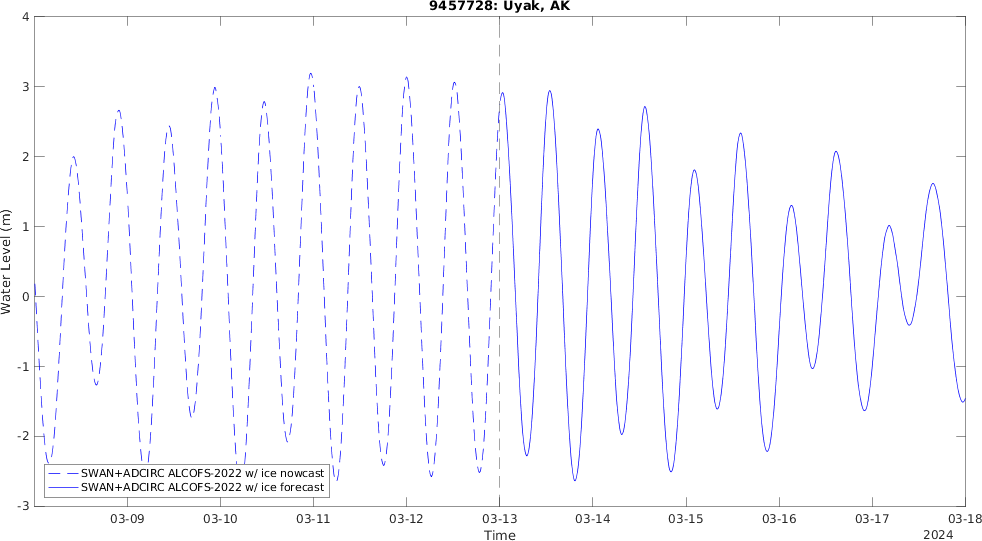 9457728: Uyak, AK
Water Level (m)
4
3
2
1
0
-1
-2
-3
SWAN+ADCIRC ALCOFS-2022 w/ ice nowcast
SWAN+ADCIRC ALCOFS-2022 w/ ice forecast
03-09 03-10 03-11 03-12 03-13 03-14 03-15 03-16 03-17 03-18
Time
2024